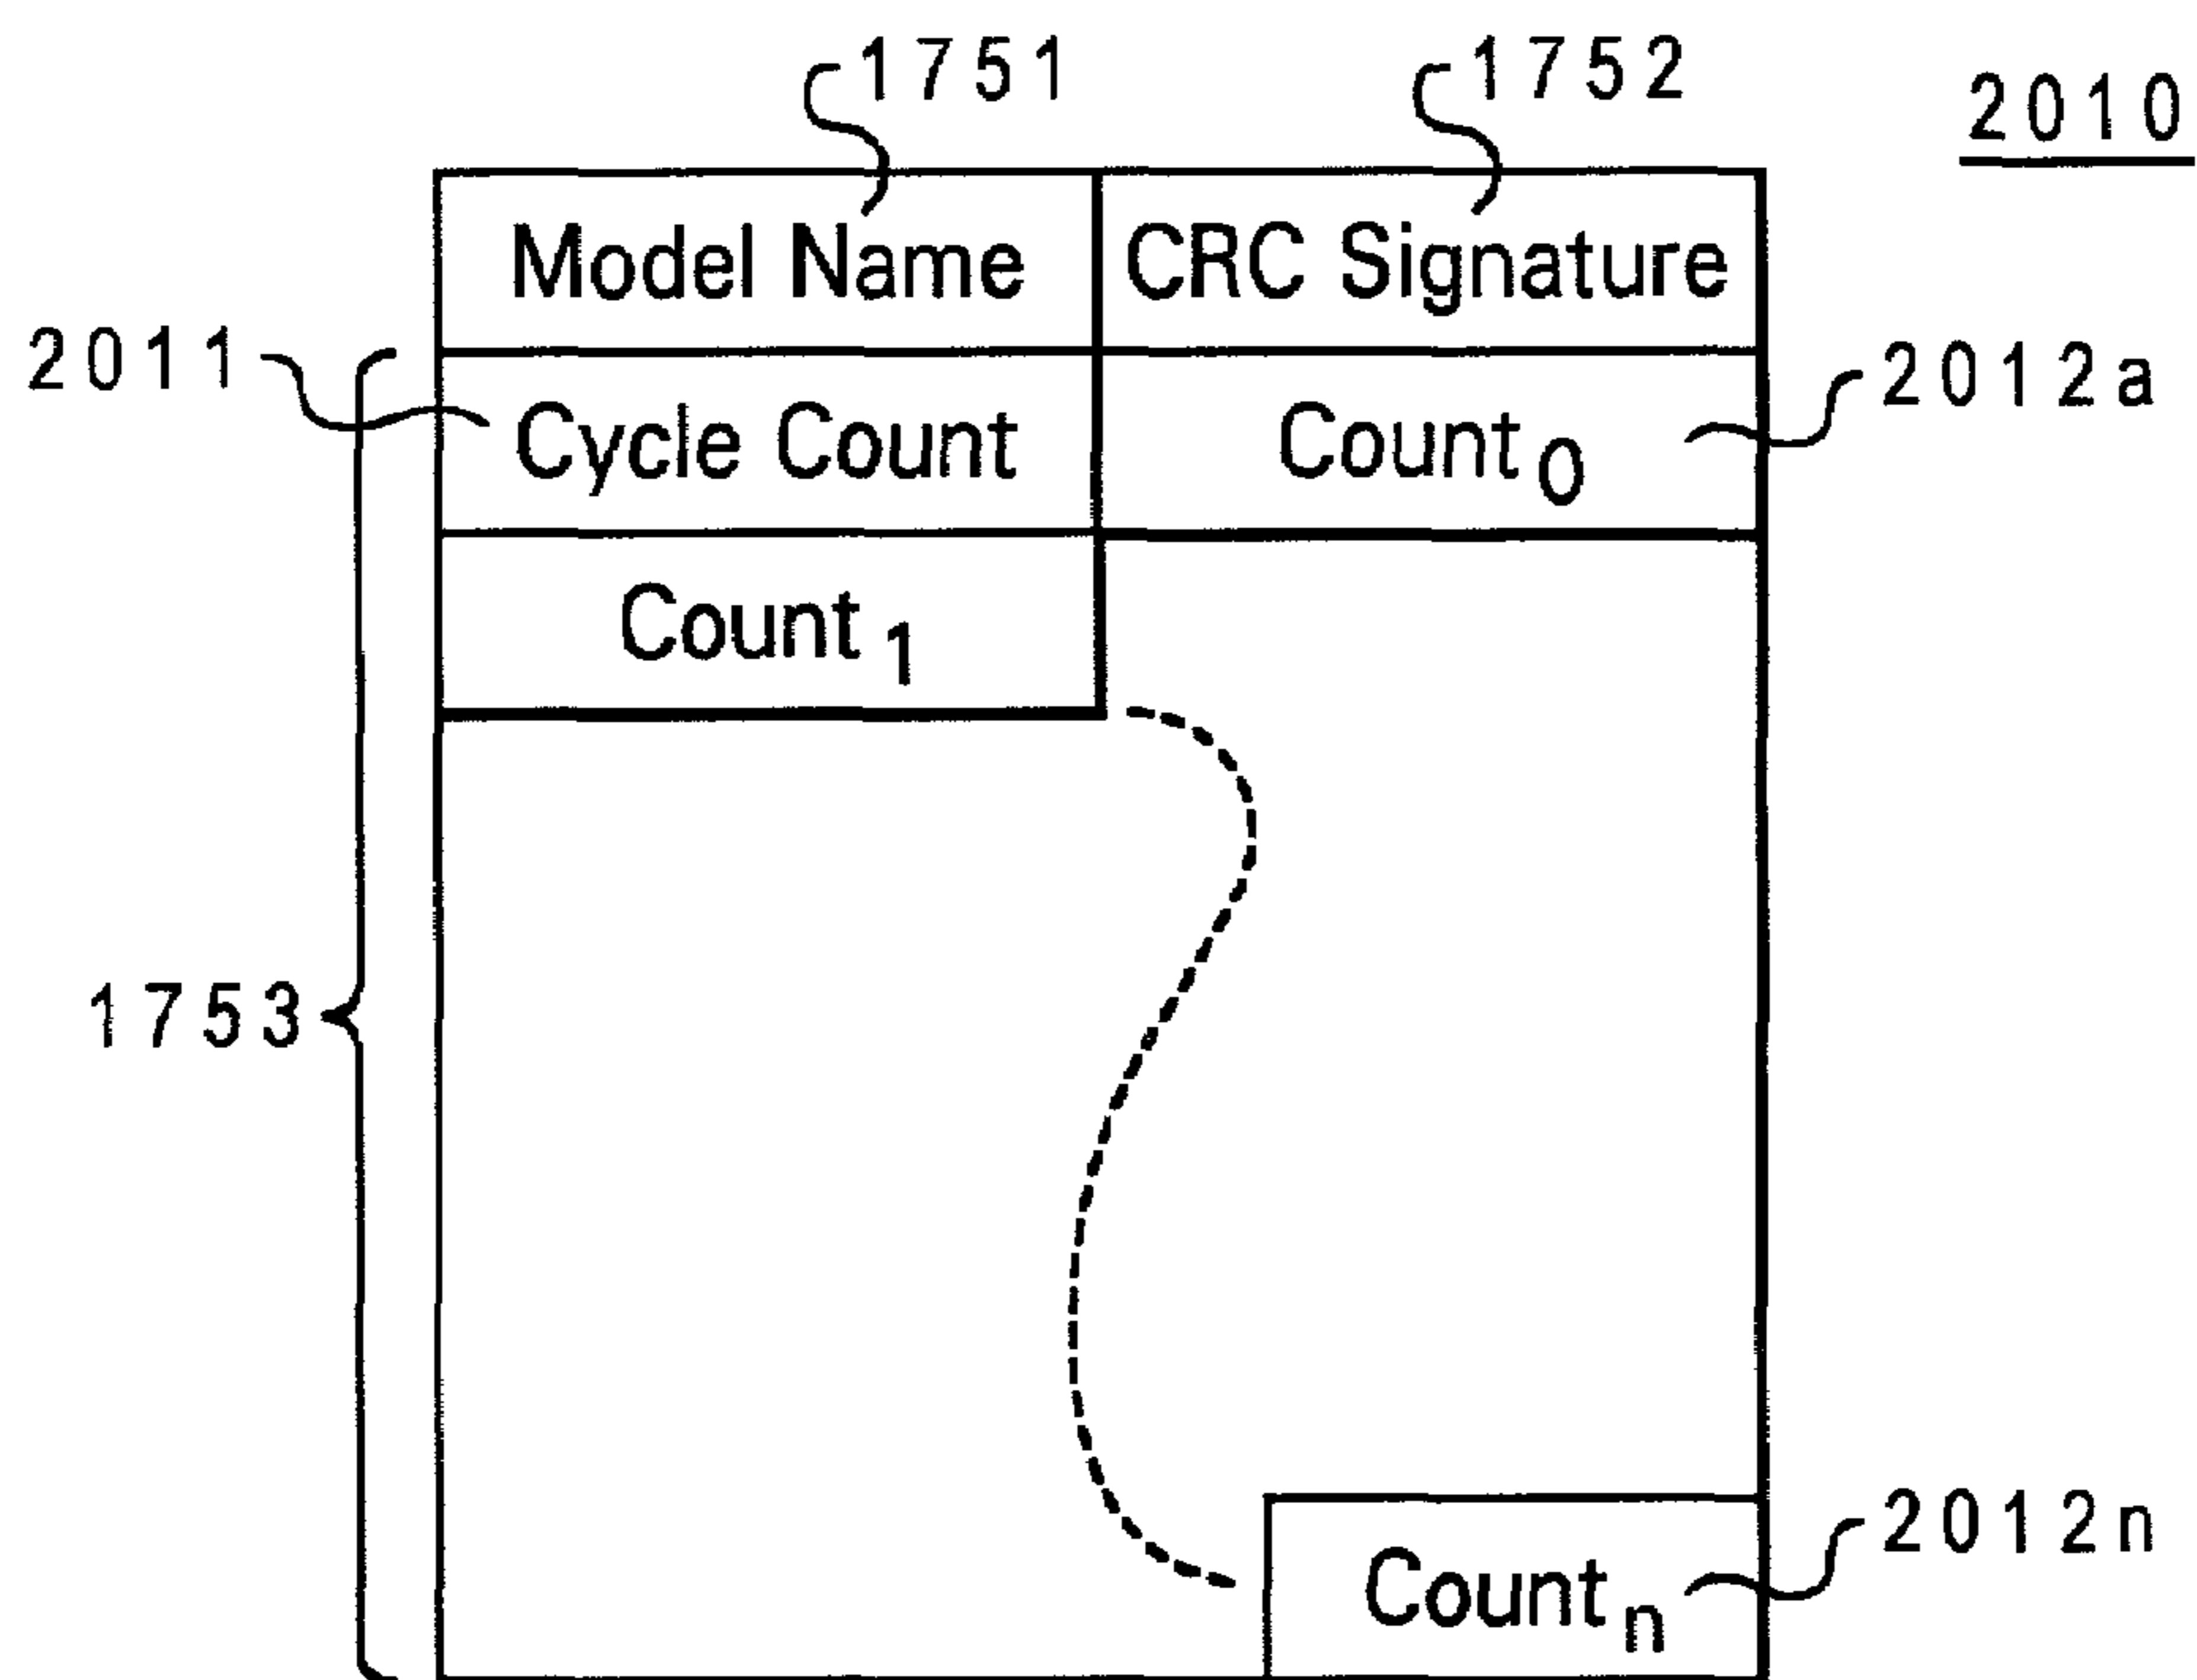 1751 1752 2010
Model Name CRC Signature
2011 Cycle Count Count0 2012a
Count1
1753
Countn 2012n